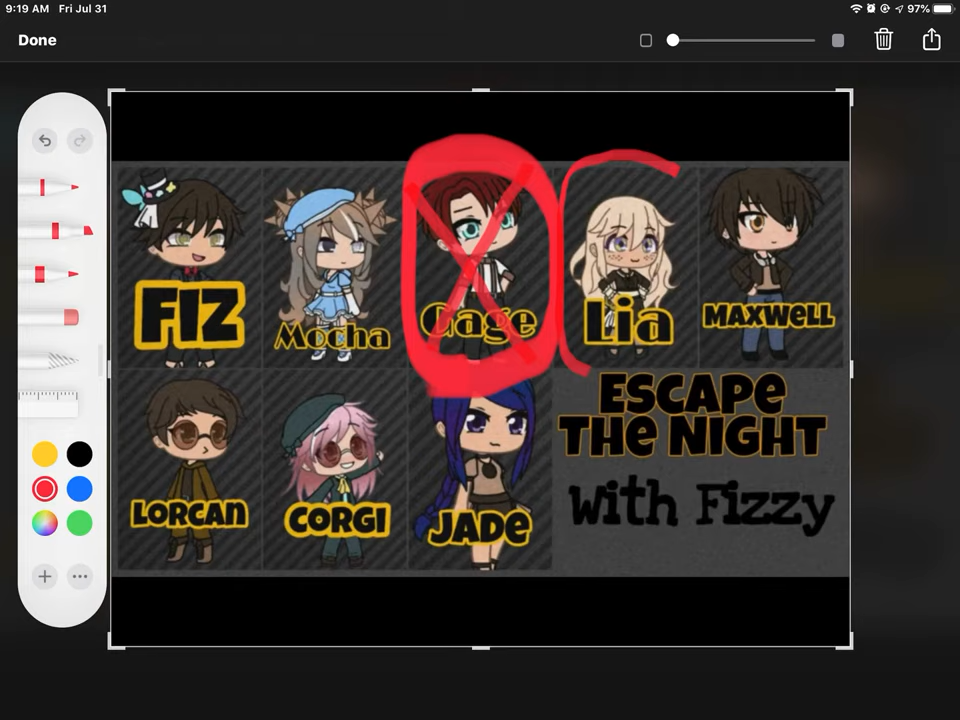 9:19 AM Fri Jul 31
97%
Done
FIZ
Mocha
Gage
Lia
MAXWELL
LORCAN
CORGI
JADE
ESCAPE
THE NIGHT
With Fizzy